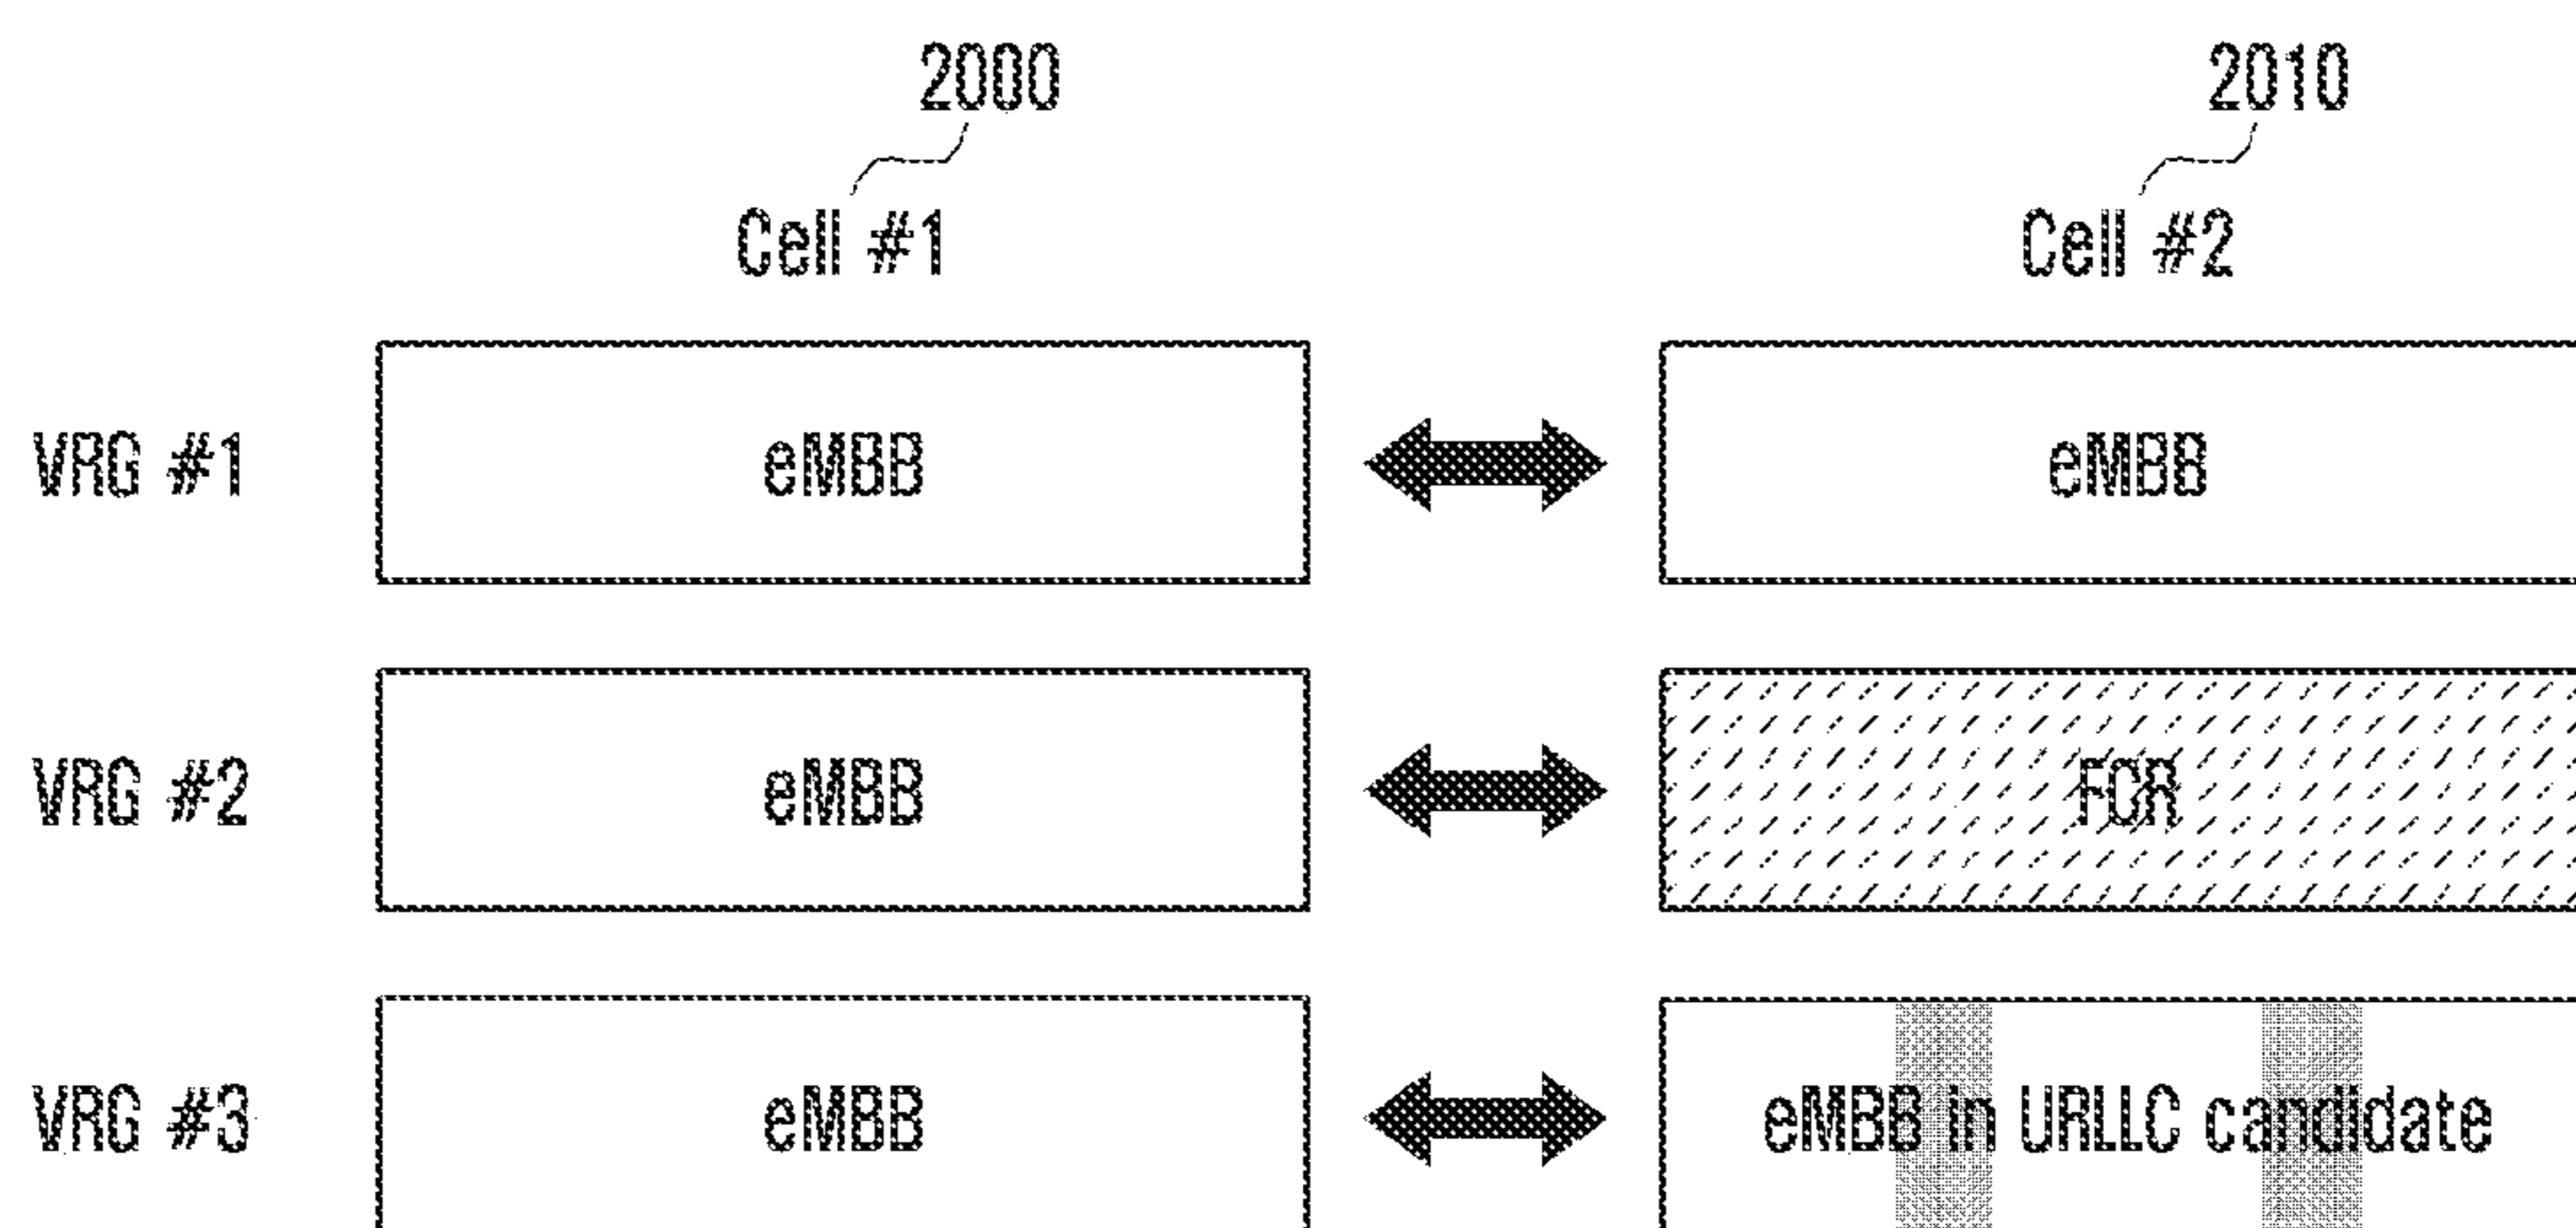 2000 2010
Cell #1 Cell #2
VRG #1 eMBB eMBB
VRG #2 eMBB FCR
VRG #3 eMBB eMBB in URLLC candidate